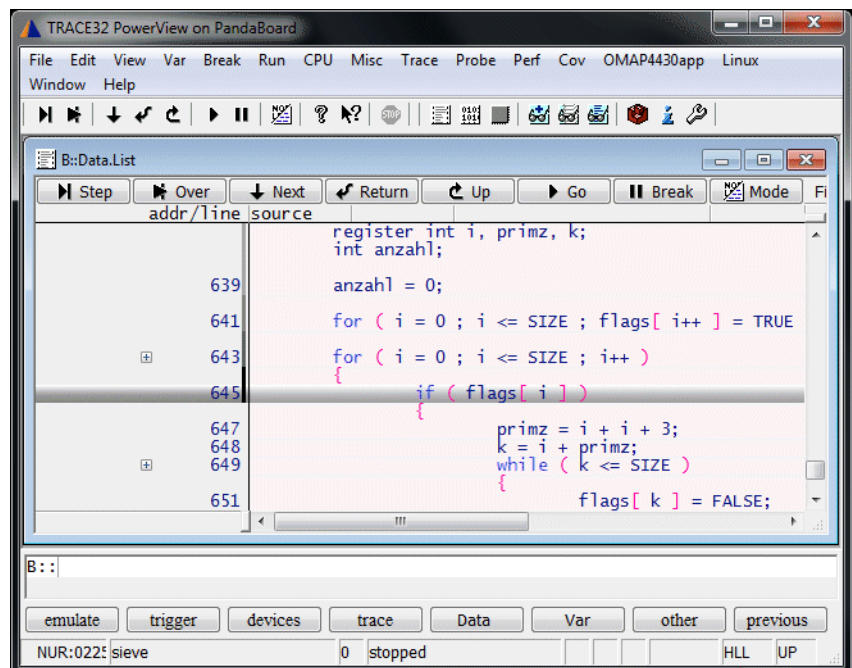 TRACE32 PowerView on PandaBoard
File Edit View Var Break Run CPU Misc Trace Probe Perf Cov OMAP4430app Linux
Window Help
B::Data.List
Step Over Next Return Up Go Break Mode Fi
addr/line source
register int i, primz, k;
int anzahl;
639 anzahl = 0;
641 for ( i = 0 ; i <= SIZE ; flags[ i++ ] = TRUE
643 for ( i = 0 ; i <= SIZE ; i++ )
{
645 if ( flags[ i ] )
{
647 primz = i + i + 3;
648 k = i + primz;
649 while ( k <= SIZE )
{
651 flags[ k ] = FALSE;
B::
emulate trigger devices trace Data Var other previous
NUR:0225 sieve 0 stopped HLL UP